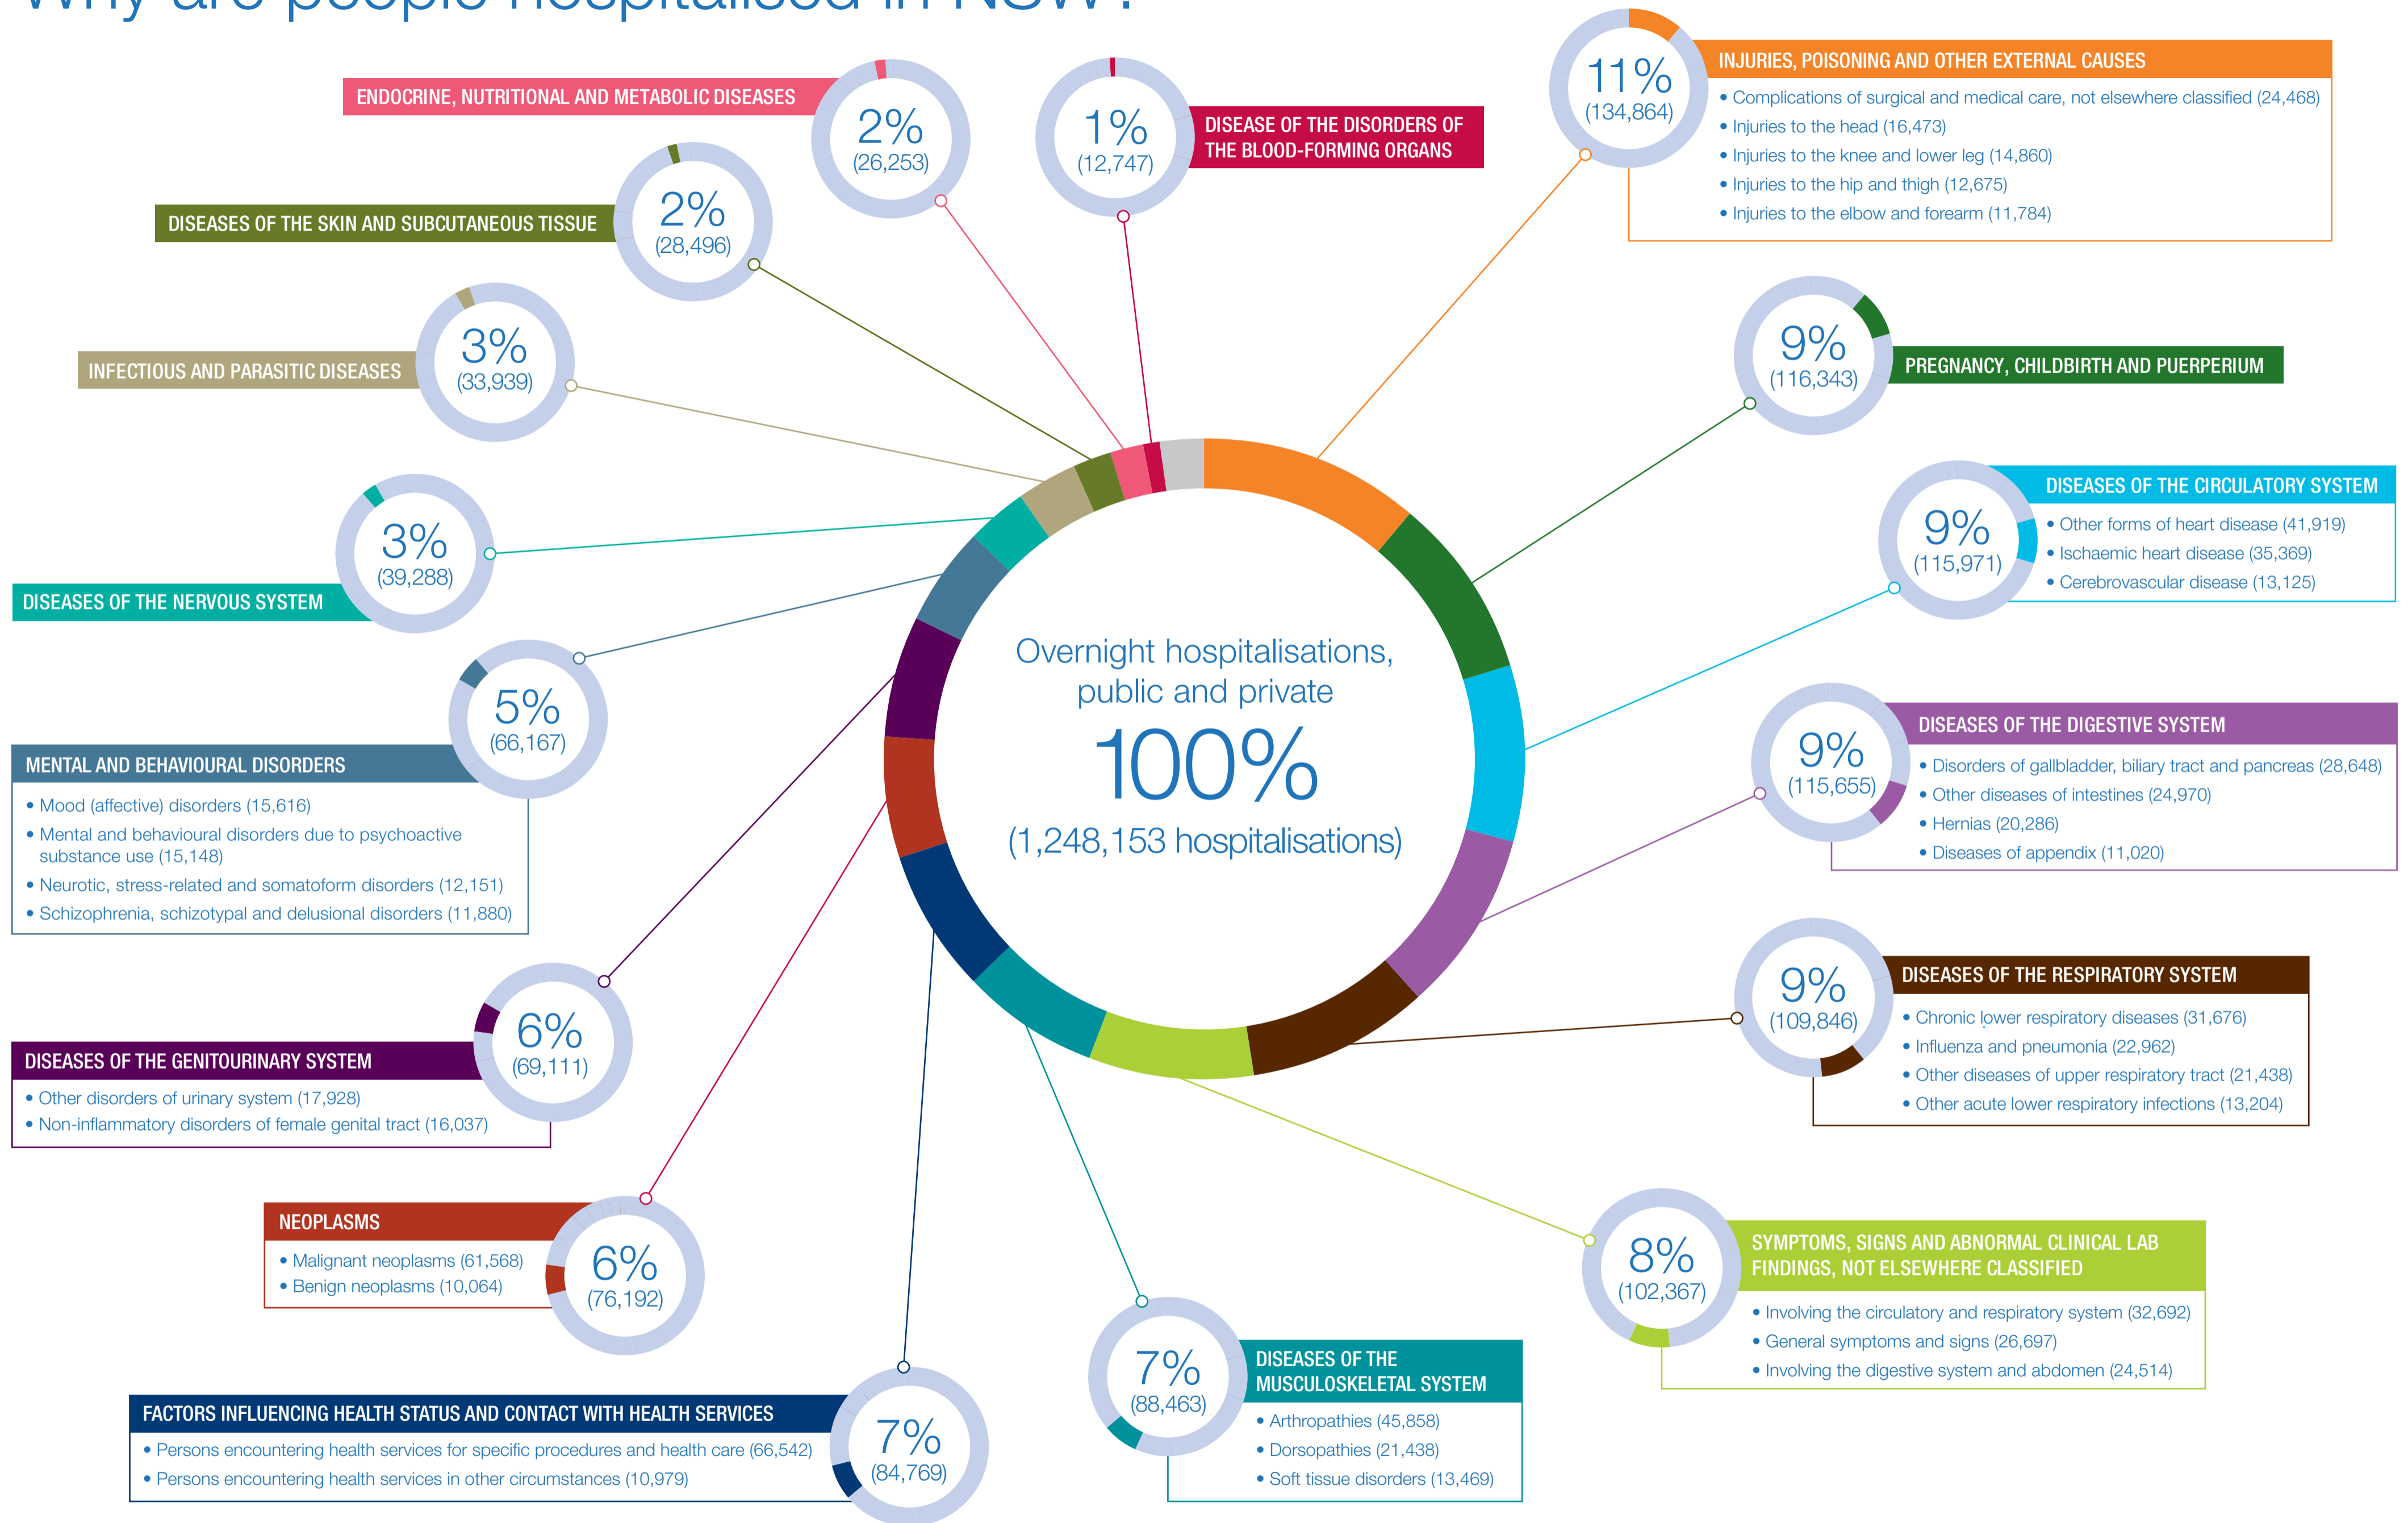 Why are people hospitalised in NSW?
ENDOCRINE, NUTRITIONAL AND METABOLIC DISEASES
2%
(26,253)
1%
(12,747)
DISEASE OF THE DISORDERS OF
THE BLOOD-FORMING ORGANS
11%
(134,864)
INJURIES, POISONING AND OTHER EXTERNAL CAUSES
• Complications of surgical and medical care, not elsewhere classified (24,468)
• Injuries to the head (16,473)
• Injuries to the knee and lower leg (14,860)
• Injuries to the hip and thigh (12,675)
• Injuries to the elbow and forearm (11,784)
DISEASES OF THE SKIN AND SUBCUTANEOUS TISSUE
2%
(28,496)
INFECTIOUS AND PARASITIC DISEASES
3%
(33,939)
9%
(116,343)
PREGNANCY, CHILDBIRTH AND PUERPERIUM
DISEASES OF THE NERVOUS SYSTEM
3%
(39,288)
9%
(115,971)
DISEASES OF THE CIRCULATORY SYSTEM
• Other forms of heart disease (41,919)
• Ischaemic heart disease (35,369)
• Cerebrovascular disease (13,125)
Overnight hospitalisations,
public and private
100%
(1,248,153 hospitalisations)
5%
(66,167)
MENTAL AND BEHAVIOURAL DISORDERS
• Mood (affective) disorders (15,616)
• Mental and behavioural disorders due to psychoactive
substance use (15,148)
• Neurotic, stress-related and somatoform disorders (12,151)
• Schizophrenia, schizotypal and delusional disorders (11,880)
9%
(115,655)
DISEASES OF THE DIGESTIVE SYSTEM
• Disorders of gallbladder, biliary tract and pancreas (28,648)
• Other diseases of intestines (24,970)
• Hernias (20,286)
• Diseases of appendix (11,020)
6%
(69,111)
DISEASES OF THE GENITOURINARY SYSTEM
• Other disorders of urinary system (17,928)
• Non-inflammatory disorders of female genital tract (16,037)
9%
(109,846)
DISEASES OF THE RESPIRATORY SYSTEM
• Chronic lower respiratory diseases (31,676)
• Influenza and pneumonia (22,962)
• Other diseases of upper respiratory tract (21,438)
• Other acute lower respiratory infections (13,204)
NEOPLASMS
• Malignant neoplasms (61,568)
• Benign neoplasms (10,064)
6%
(76,192)
8%
(102,367)
SYMPTOMS, SIGNS AND ABNORMAL CLINICAL LAB
FINDINGS, NOT ELSEWHERE CLASSIFIED
• Involving the circulatory and respiratory system (32,692)
• General symptoms and signs (26,697)
• Involving the digestive system and abdomen (24,514)
FACTORS INFLUENCING HEALTH STATUS AND CONTACT WITH HEALTH SERVICES
• Persons encountering health services for specific procedures and health care (66,542)
• Persons encountering health services in other circumstances (10,979)
7%
(84,769)
7%
(88,463)
DISEASES OF THE
MUSCULOSKELETAL SYSTEM
• Arthropathies (45,858)
• Dorsopathies (21,438)
• Soft tissue disorders (13,469)